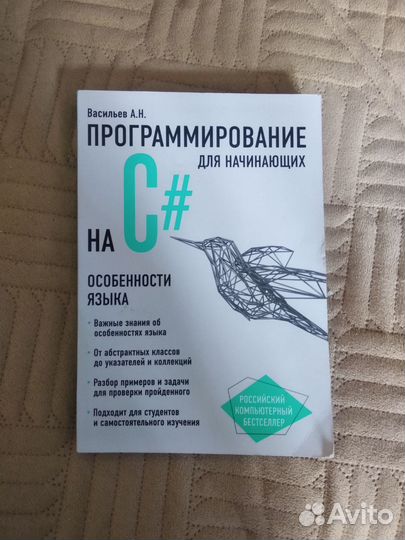 Васильев А.Н.
ПРОГРАММИРОВАНИЕ
ДЛЯ НАЧИНАЮЩИХ
НА C#
ОСОБЕННОСТИ
ЯЗЫКА
• Важные знания об
особенностях языка
• От абстрактных классов
до указателей и коллекций
• Разбор примеров и задачи
для проверки пройденного
• Подходит для студентов
и самостоятельного изучения
РОССИЙСКИЙ
КОМПЬЮТЕРНЫЙ
БЕСТСЕЛЛЕР
Avito